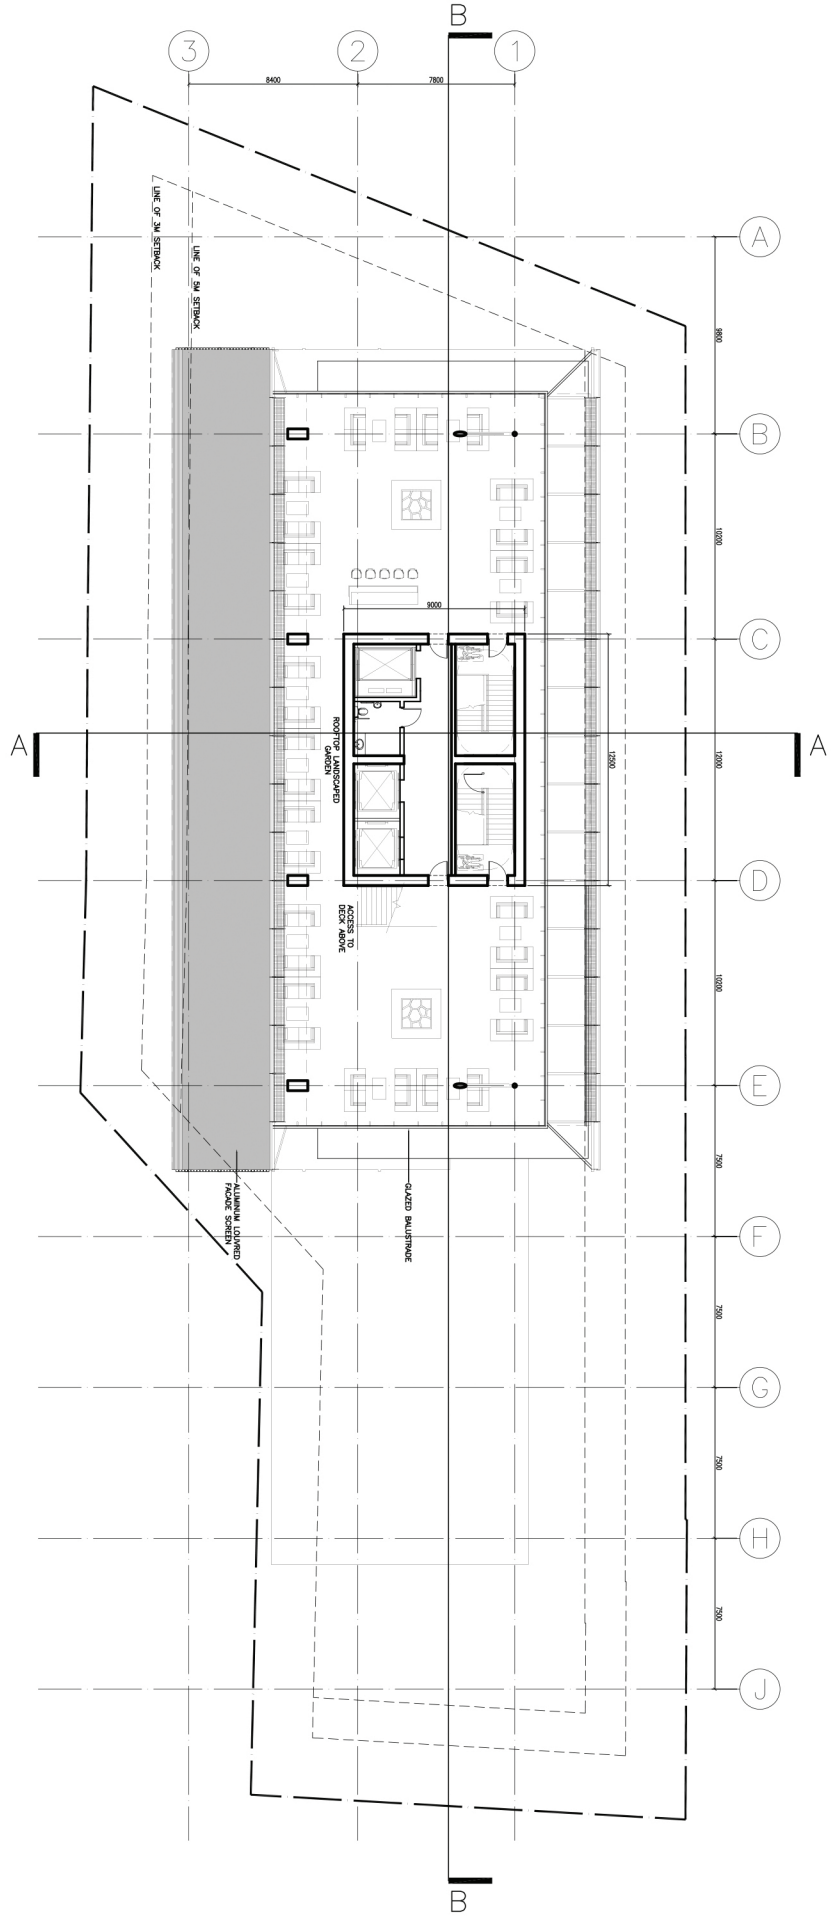 B
3
2
1
8400
7800
A
LINE OF 3M SETBACK
LINE OF 5M SETBACK
9800
B
10200
9000
C
A
ROOFTOP LANDSCAPED
GARDEN
12500
12000
A
D
ACCESS TO
DECK ABOVE
10200
E
7500
ALUMINUM LOUVRED
FACADE SCREEN
GLAZED BALUSTRADE
F
7500
G
7500
H
7500
J
B